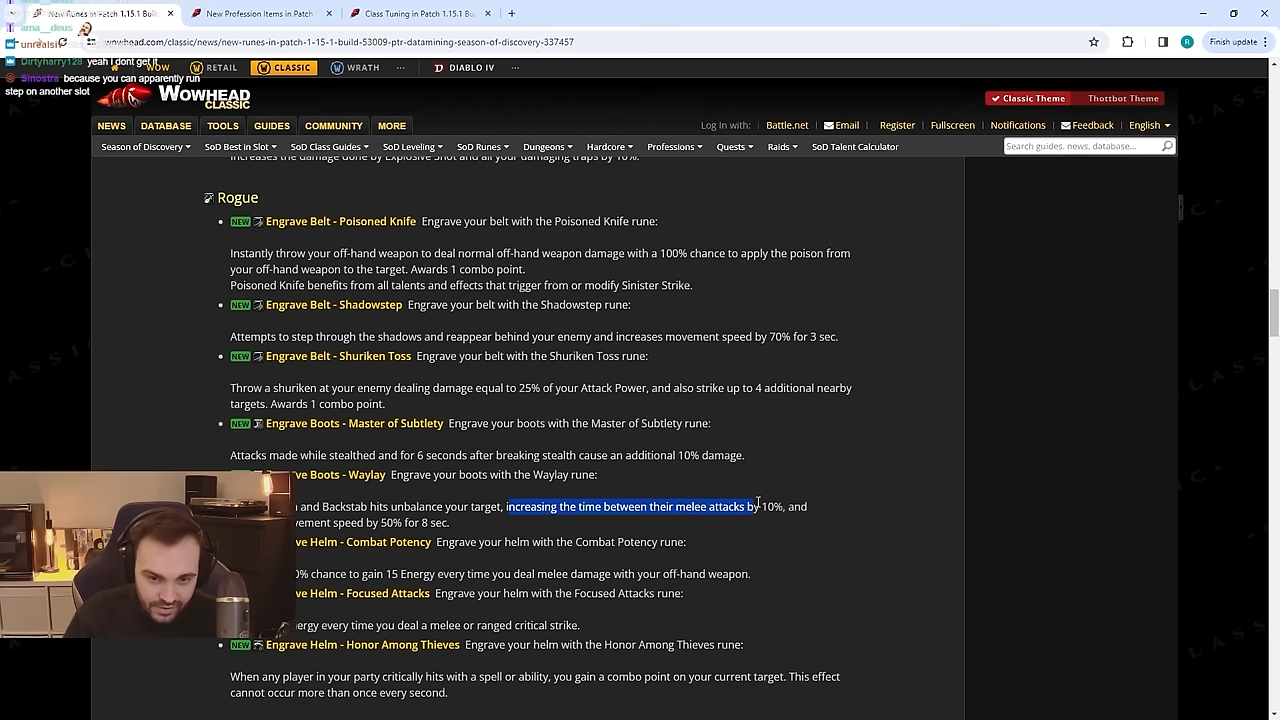 New Runes in Patch 1.15.1 Build
New Profession Items in Patch
Class Tuning in Patch 1.15.1 Bu
wowhead.com/classic/news/new-runes-in-patch-1-15-1-build-53009-ptr-datamining-season-of-discovery-337457
Finish update
ama__deus
unrealsiv
Dirtyharry128 yeah I dont get it
Sinostra because you can apparently run
step on another slot
WOW RETAIL CLASSIC WRATH DIABLO IV
WOWHEAD
CLASSIC
Classic Theme Thottbot Theme
NEWS DATABASE TOOLS GUIDES COMMUNITY MORE
Log In with: Battle.net Email Register Fullscreen Notifications Feedback English
Season of Discovery SoD Best in Slot SoD Class Guides SoD Leveling SoD Runes Dungeons Hardcore Professions Quests Raids SoD Talent Calculator
Search guides, news, database...
Increases the damage done by Explosive Shot and all your damaging traps by 10%.
Rogue
NEW Engrave Belt - Poisoned Knife Engrave your belt with the Poisoned Knife rune:
Instantly throw your off-hand weapon to deal normal off-hand weapon damage with a 100% chance to apply the poison from
your off-hand weapon to the target. Awards 1 combo point.
Poisoned Knife benefits from all talents and effects that trigger from or modify Sinister Strike.
NEW Engrave Belt - Shadowstep Engrave your belt with the Shadowstep rune:
Attempts to step through the shadows and reappear behind your enemy and increases movement speed by 70% for 3 sec.
NEW Engrave Belt - Shuriken Toss Engrave your belt with the Shuriken Toss rune:
Throw a shuriken at your enemy dealing damage equal to 25% of your Attack Power, and also strike up to 4 additional nearby
targets. Awards 1 combo point.
NEW Engrave Boots - Master of Subtlety Engrave your boots with the Master of Subtlety rune:
Attacks made while stealthed and for 6 seconds after breaking stealth cause an additional 10% damage.
ve Boots - Waylay Engrave your boots with the Waylay rune:
and Backstab hits unbalance your target, increasing the time between their melee attacks by 10%, and
vement speed by 50% for 8 sec.
ve Helm - Combat Potency Engrave your helm with the Combat Potency rune:
0% chance to gain 15 Energy every time you deal melee damage with your off-hand weapon.
ve Helm - Focused Attacks Engrave your helm with the Focused Attacks rune:
nergy every time you deal a melee or ranged critical strike.
NEW Engrave Helm - Honor Among Thieves Engrave your helm with the Honor Among Thieves rune:
When any player in your party critically hits with a spell or ability, you gain a combo point on your current target. This effect
cannot occur more than once every second.